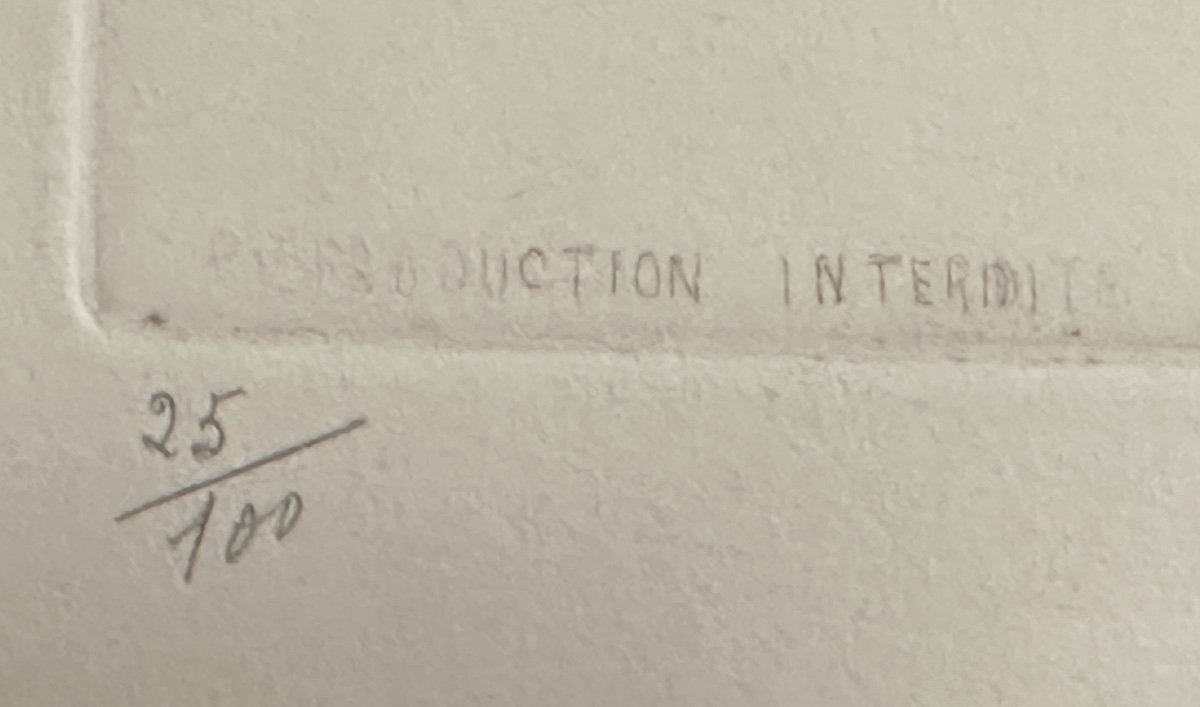 REPRODUCTION INTERDITE
25/100